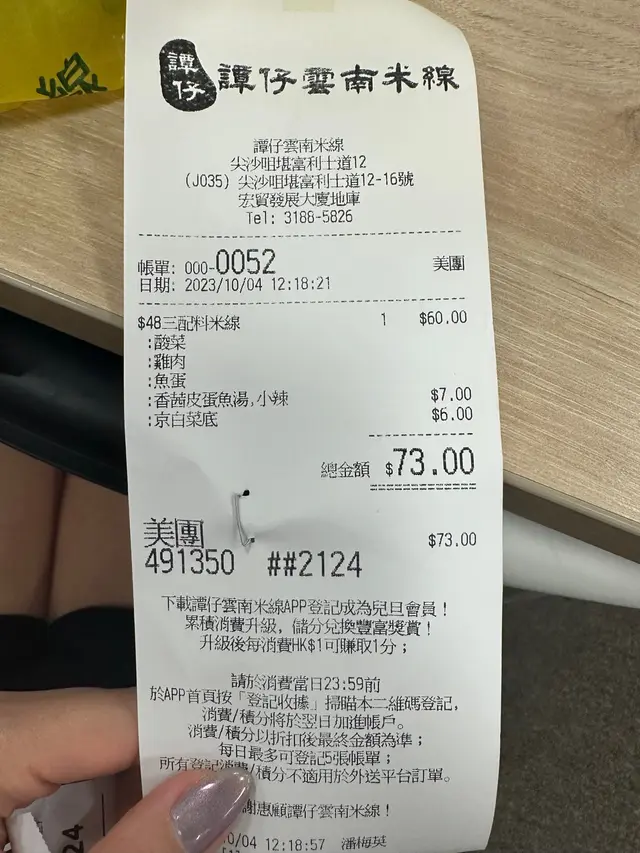 譚仔
譚仔雲南米線
譚仔雲南米線
尖沙咀堪富利士道12
(J035) 尖沙咀堪富利士道12-16號
宏貿發展大廈地庫
Tel: 3188-5826
帳單: 000-0052 美團
日期: 2023/10/04 12:18:21
$48三配料米線 1 $60.00
:酸菜
:雞肉
:魚蛋
:香茜皮蛋魚湯,小辣 $7.00
:京白菜底 $6.00
總金額 $73.00
美團 $73.00
491350 ##2124
下載譚仔雲南米線APP登記成為兒旦會員！
累積消費升級，儲分兌換豐富獎賞！
升級後每消費HK$1可賺取1分；
請於消費當日23:59前
於APP首頁按「登記收據」掃瞄本二維碼登記，
消費/積分將於翌日加進帳戶。
消費/積分以折扣後最終金額為準；
每日最多可登記5張帳單；
所有登記消費/積分不適用於外送平台訂單。
謝惠顧譚仔雲南米線！
0/04 12:18:57 潘梅英
24